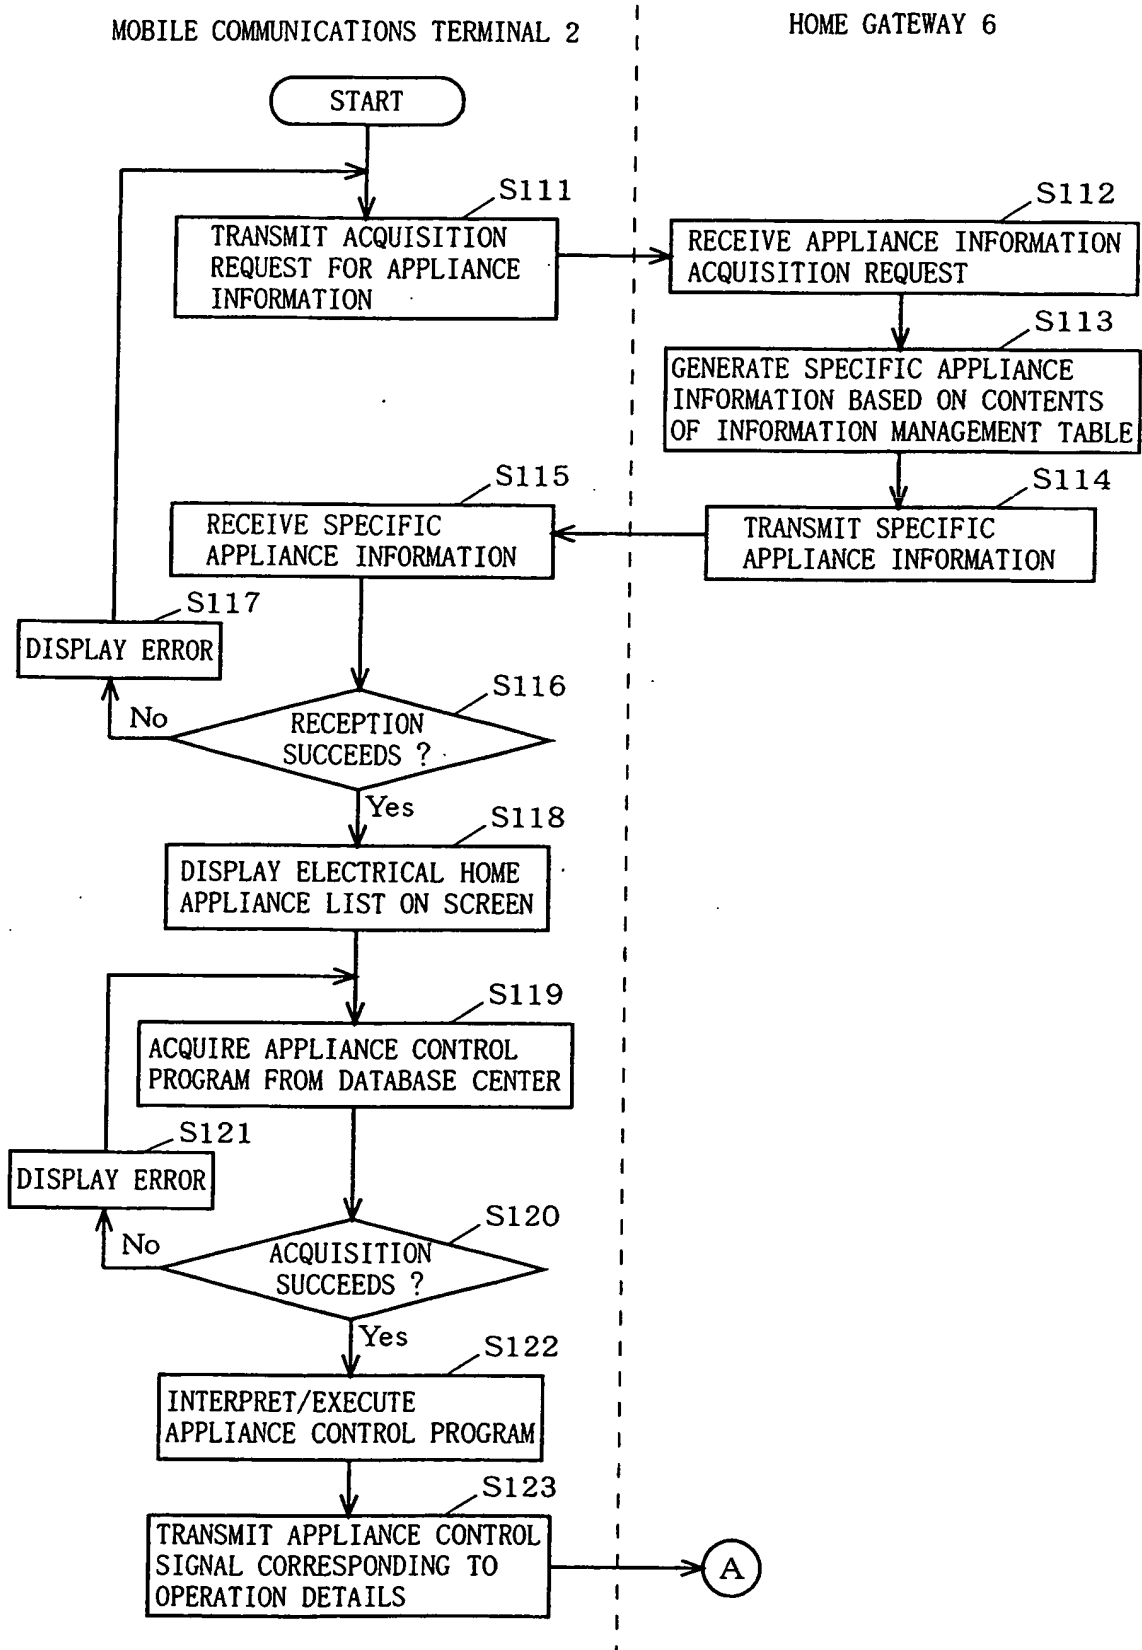 MOBILE COMMUNICATIONS TERMINAL 2
HOME GATEWAY 6
START
S111
TRANSMIT ACQUISITION
REQUEST FOR APPLIANCE
INFORMATION
S112
RECEIVE APPLIANCE INFORMATION
ACQUISITION REQUEST
S113
GENERATE SPECIFIC APPLIANCE
INFORMATION BASED ON CONTENTS
OF INFORMATION MANAGEMENT TABLE
S114
TRANSMIT SPECIFIC
APPLIANCE INFORMATION
S115
RECEIVE SPECIFIC
APPLIANCE INFORMATION
S117
DISPLAY ERROR
S116
No
RECEPTION
SUCCEEDS ?
Yes
S118
DISPLAY ELECTRICAL HOME
APPLIANCE LIST ON SCREEN
S119
ACQUIRE APPLIANCE CONTROL
PROGRAM FROM DATABASE CENTER
S121
DISPLAY ERROR
S120
No
ACQUISITION
SUCCEEDS ?
Yes
S122
INTERPRET/EXECUTE
APPLIANCE CONTROL PROGRAM
S123
TRANSMIT APPLIANCE CONTROL
SIGNAL CORRESPONDING TO
OPERATION DETAILS
A